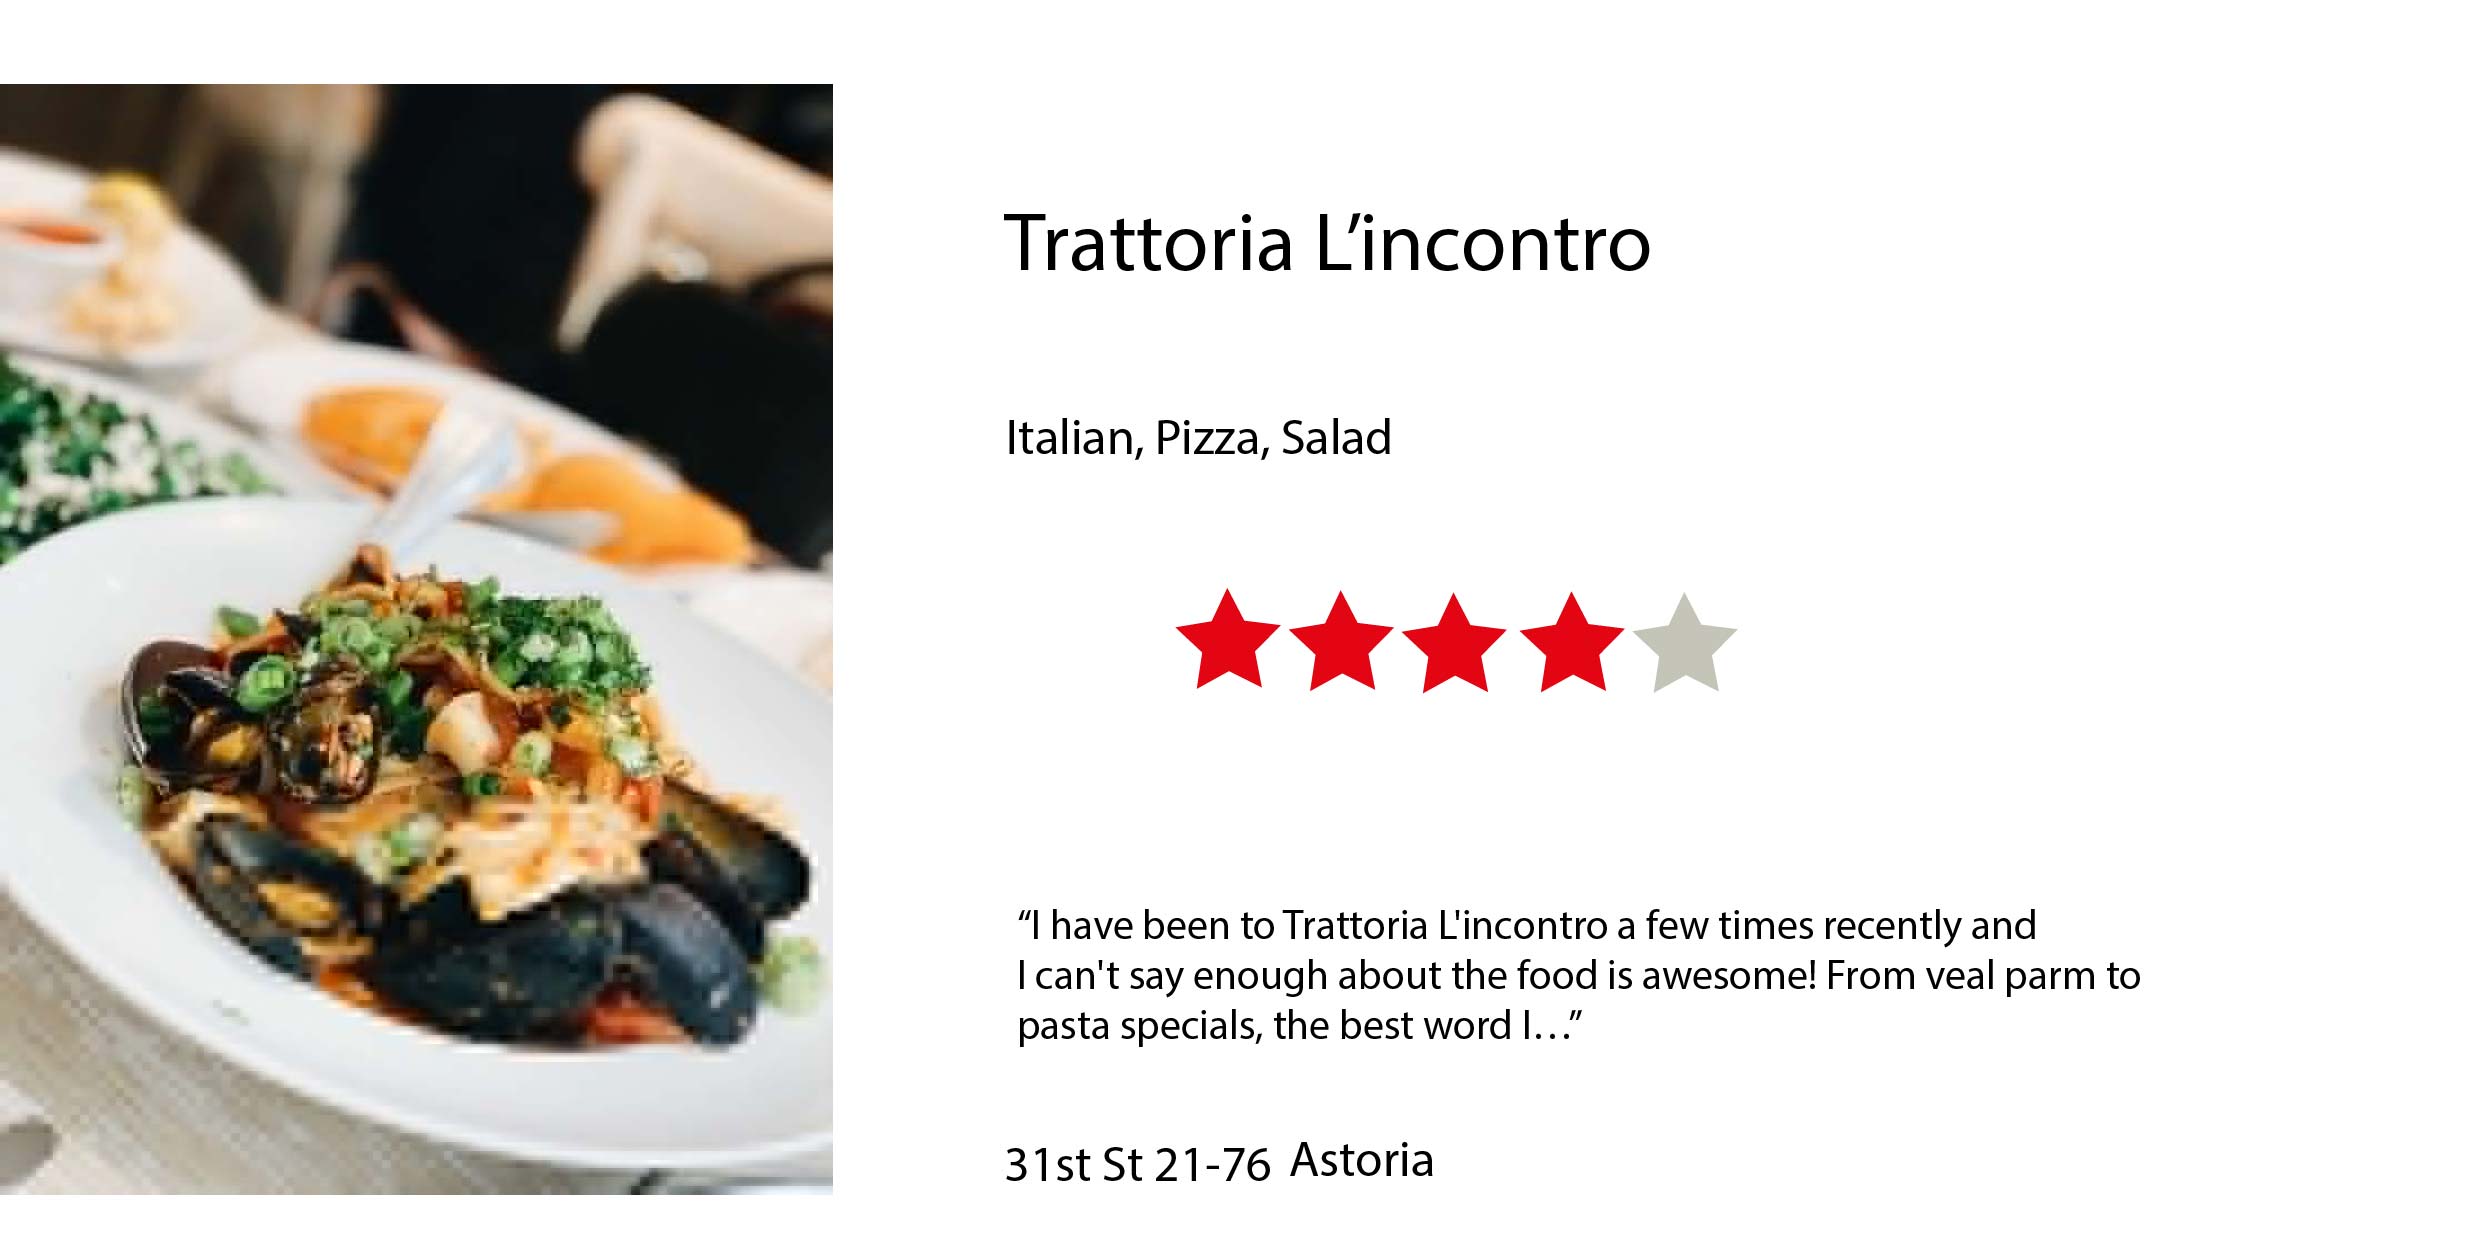 Trattoria L’incontro
Italian, Pizza, Salad
“I have been to Trattoria L'incontro a few times recently and
I can't say enough about the food is awesome! From veal parm to
pasta specials, the best word I…”
31st St 21-76 Astoria